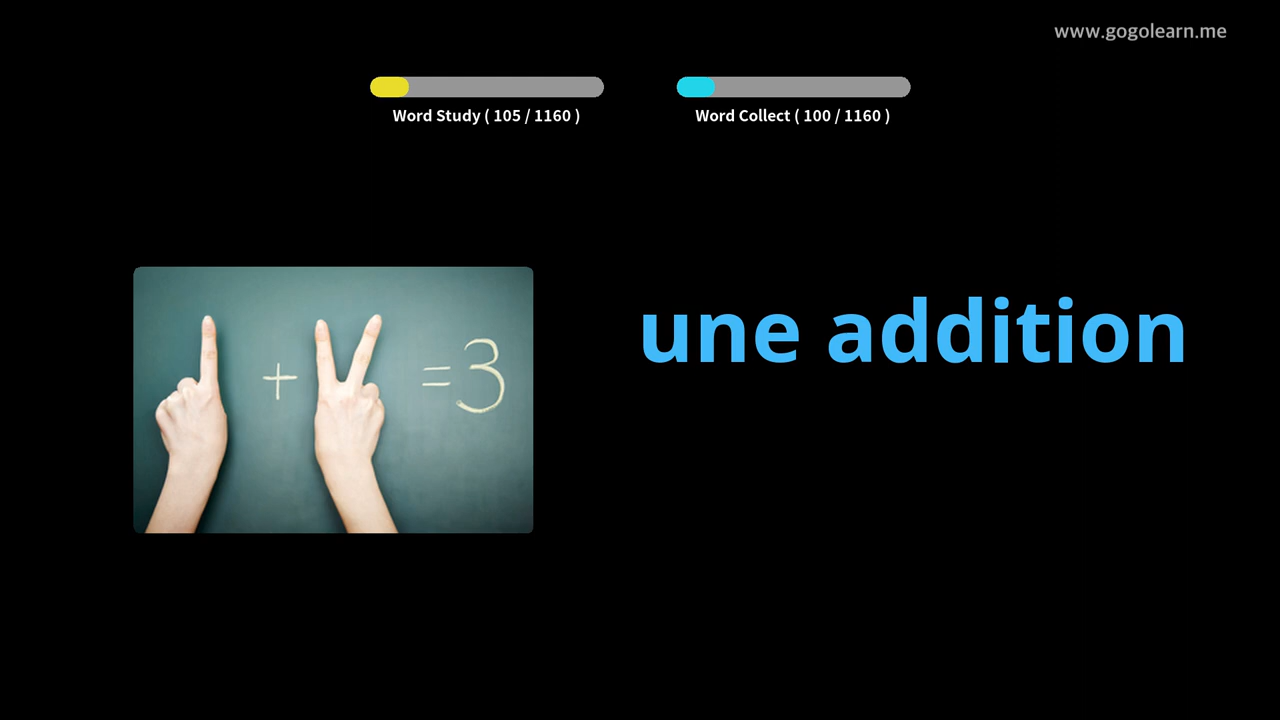 www.gogolearn.me
Word Study ( 105 / 1160 )
Word Collect ( 100 / 1160 )
une addition
+ = 3